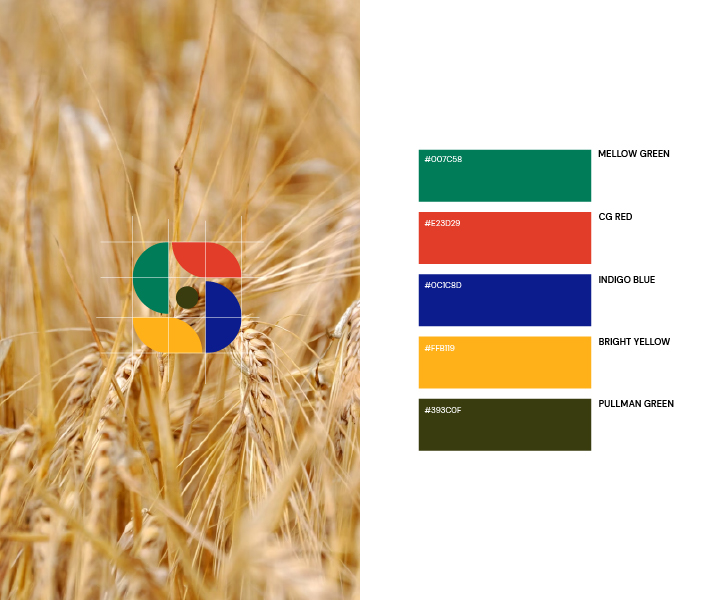 #007C58
MELLOW GREEN
#E23D29
CG RED
#0C1C8D
INDIGO BLUE
#FFB119
BRIGHT YELLOW
#393C0F
PULLMAN GREEN